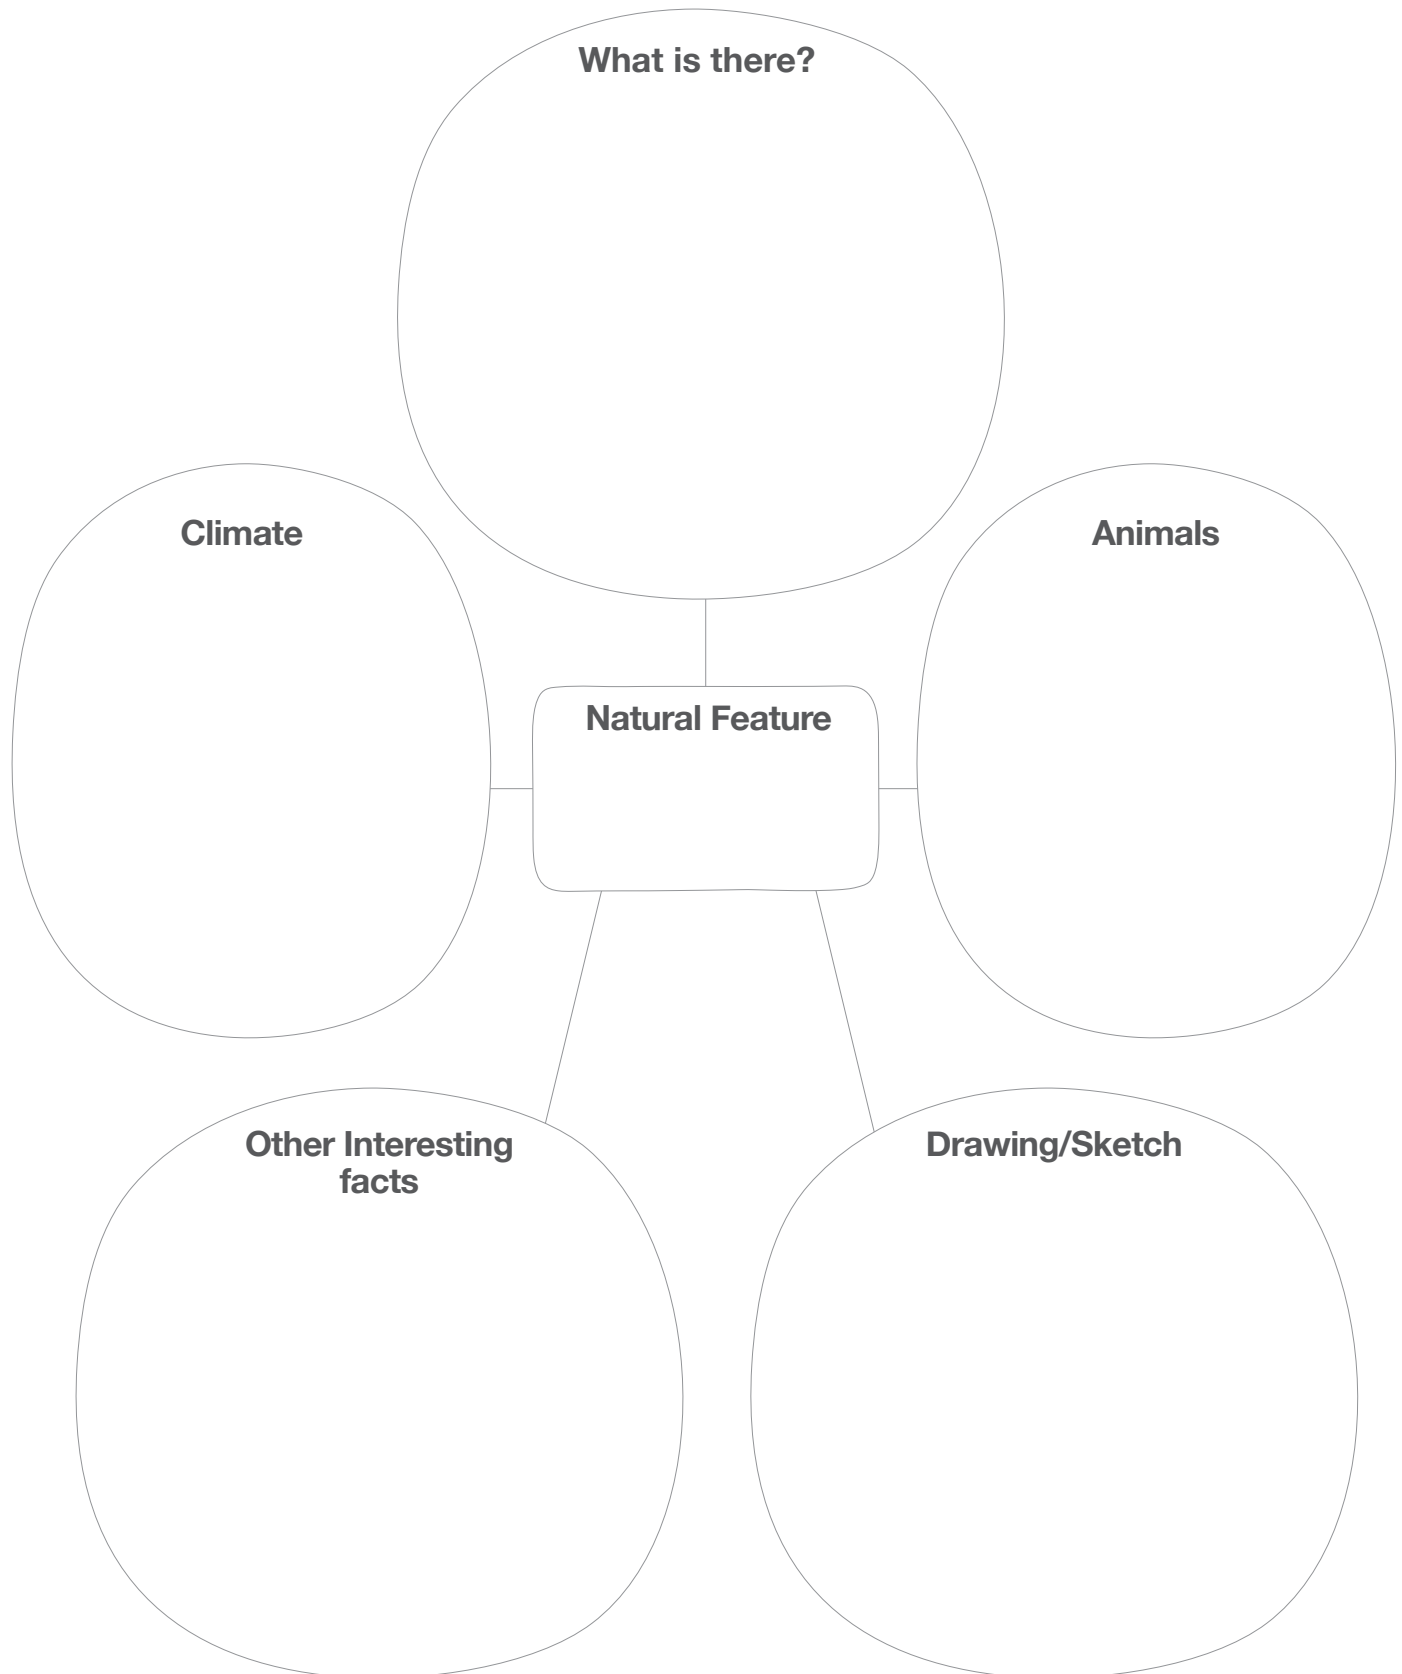 What is there?
Climate
Animals
Natural Feature
Other Interesting
facts
Drawing/Sketch